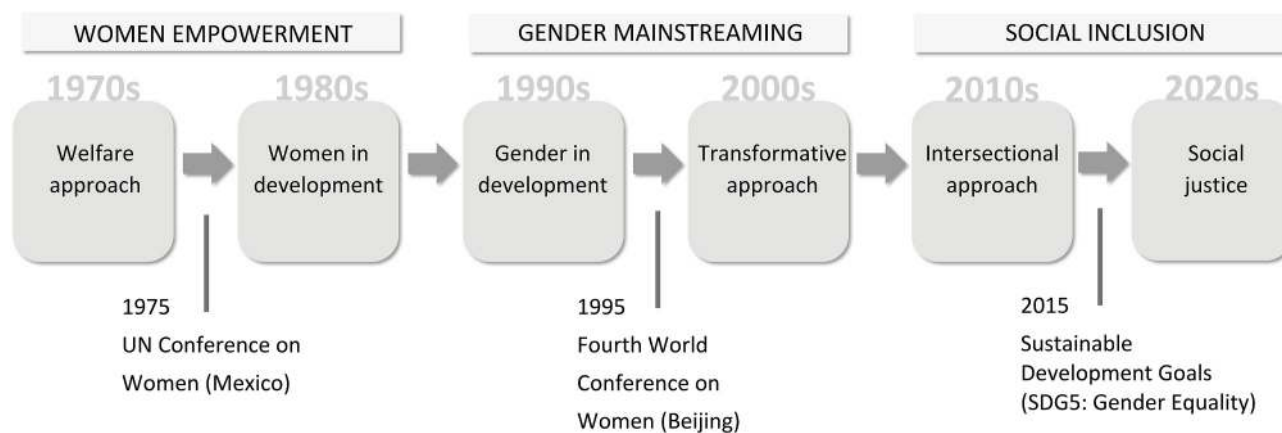 WOMEN EMPOWERMENT
GENDER MAINSTREAMING
SOCIAL INCLUSION
1970s
1980s
1990s
2000s
2010s
2020s
Welfare
approach
Women in
development
Gender in
development
Transformative
approach
Intersectional
approach
Social
justice
1975
UN Conference on
Women (Mexico)
1995
Fourth World
Conference on
Women (Beijing)
2015
Sustainable
Development Goals
(SDG5: Gender Equality)